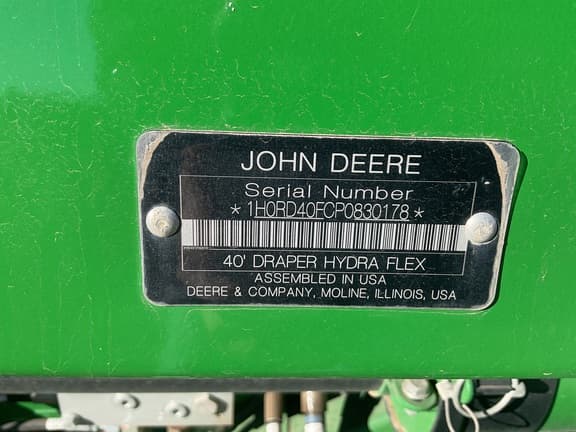 JOHN DEERE
Serial Number
*1H0RD40FCP0830178*
40' DRAPER HYDRA FLEX
ASSEMBLED IN USA
DEERE & COMPANY, MOLINE, ILLINOIS, USA